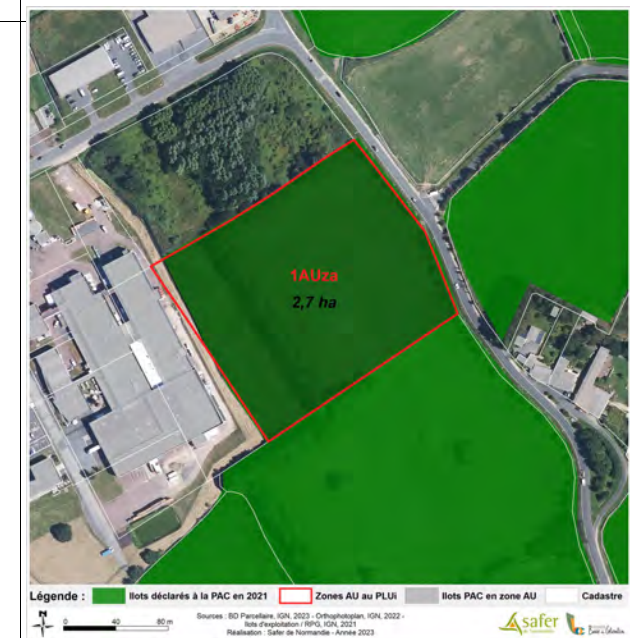 1AUza
2,7 ha
Légende : Ilots déclarés à la PAC en 2021 Zones AU au PLUi Ilots PAC en zone AU Cadastre
N
0 40 80 m
Sources : BD Parcellaire, IGN, 2023 - Orthophotoplan, IGN, 2022 -
Ilots d'exploitation / RPG, IGN, 2021
Réalisation : Safer de Normandie - Année 2023
safer
de Normandie